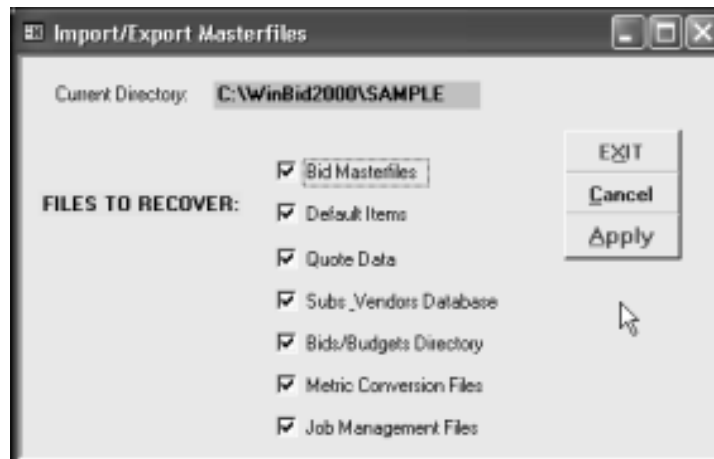 Import/Export Masterfiles
Current Directory: C:\WinBid2000\SAMPLE
EXIT
Bid Masterfiles
Cancel
FILES TO RECOVER:
Default Items
Apply
Quote Data
Subs_Vendors Database
Bids/Budgets Directory
Metric Conversion Files
Job Management Files